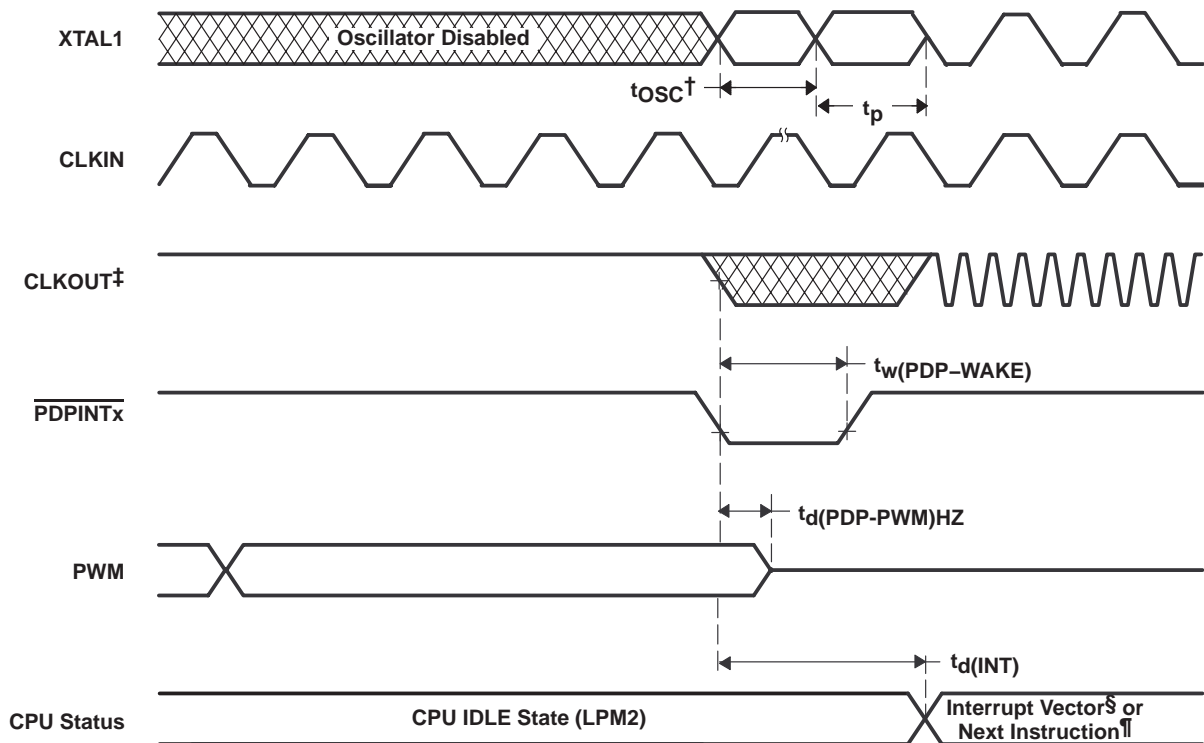 XTAL1
Oscillator Disabled
tOSC†
tp
CLKIN
CLKOUT‡
tw(PDP–WAKE)
PDPINTx
td(PDP-PWM)HZ
PWM
td(INT)
CPU Status
CPU IDLE State (LPM2)
Interrupt Vector§ or
Next Instruction¶